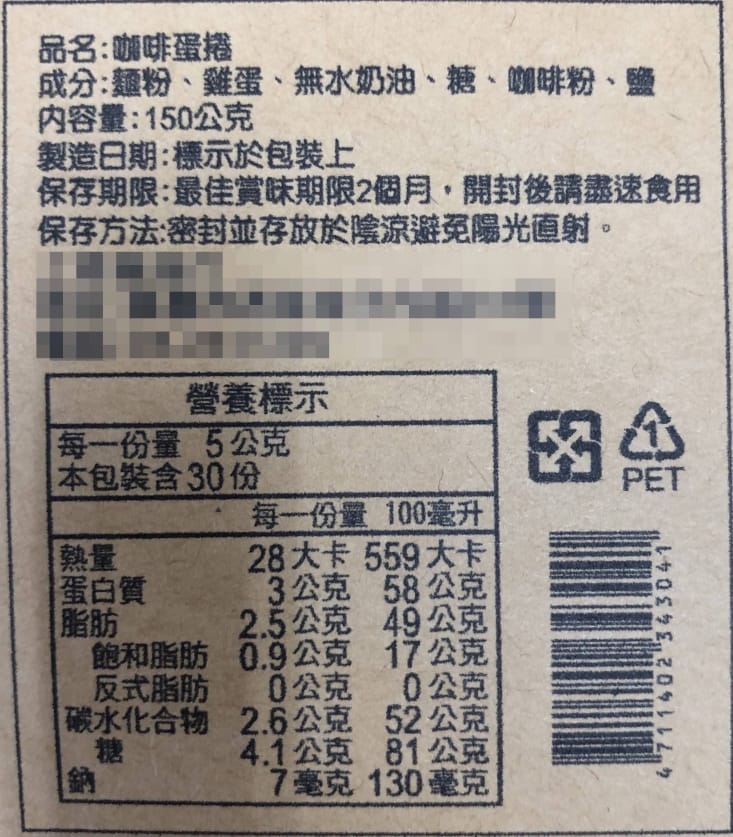 品名:咖啡蛋捲
成分:麵粉、雞蛋、無水奶油、糖、咖啡粉、鹽
內容量:150公克
製造日期:標示於包裝上
保存期限:最佳賞味期限2個月，開封後請盡速食用
保存方法:密封並存放於陰涼避免陽光直射。
營養標示
每一份量 5公克
本包裝含30份
每一份量 100毫升
熱量 28大卡 559大卡
蛋白質 3公克 58公克
脂肪 2.5公克 49公克
飽和脂肪 0.9公克 17公克
反式脂肪 0公克 0公克
碳水化合物 2.6公克 52公克
糖 4.1公克 81公克
鈉 7毫克 130毫克
1
PET
4711402343041